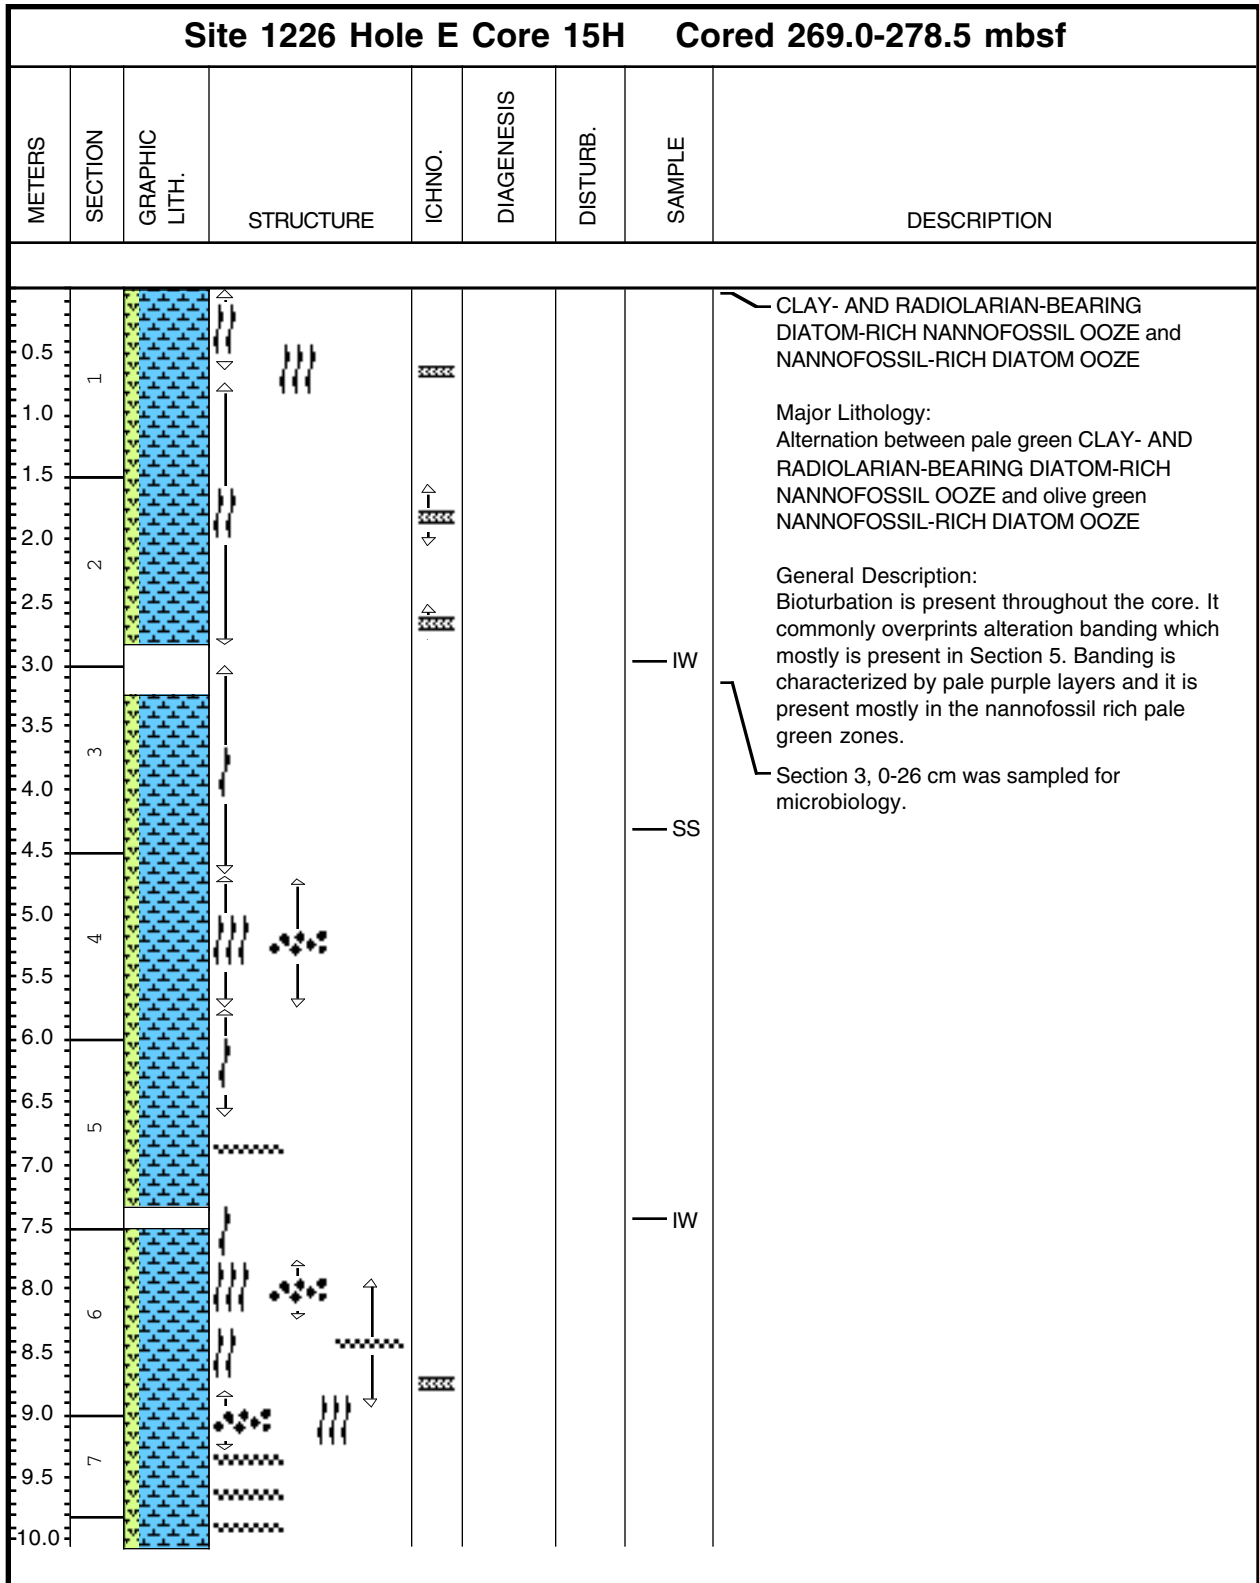 Site 1226 Hole E Core 15H Cored 269.0-278.5 mbsf
METERS
SECTION
GRAPHIC
LITH.
STRUCTURE
ICHNO.
DIAGENESIS
DISTURB.
SAMPLE
DESCRIPTION
0.5
1.0
1.5
2.0
2.5
3.0
3.5
4.0
4.5
5.0
5.5
6.0
6.5
7.0
7.5
8.0
8.5
9.0
9.5
10.0
1
2
3
4
5
6
7
IW
SS
IW
CLAY- AND RADIOLARIAN-BEARING
DIATOM-RICH NANNOFOSSIL OOZE and
NANNOFOSSIL-RICH DIATOM OOZE
Major Lithology:
Alternation between pale green CLAY- AND
RADIOLARIAN-BEARING DIATOM-RICH
NANNOFOSSIL OOZE and olive green
NANNOFOSSIL-RICH DIATOM OOZE
General Description:
Bioturbation is present throughout the core. It
commonly overprints alteration banding which
mostly is present in Section 5. Banding is
characterized by pale purple layers and it is
present mostly in the nannofossil rich pale
green zones.
Section 3, 0-26 cm was sampled for
microbiology.